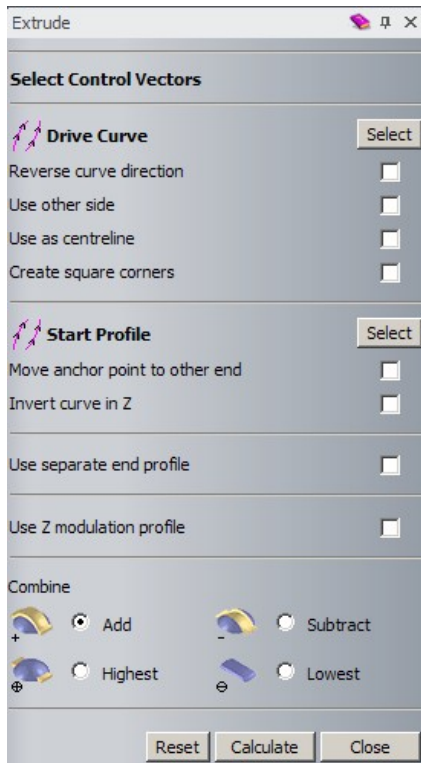 Extrude
Select Control Vectors
Drive Curve Select
Reverse curve direction
Use other side
Use as centreline
Create square corners
Start Profile Select
Move anchor point to other end
Invert curve in Z
Use separate end profile
Use Z modulation profile
Combine
Add Subtract
Highest Lowest
Reset Calculate Close